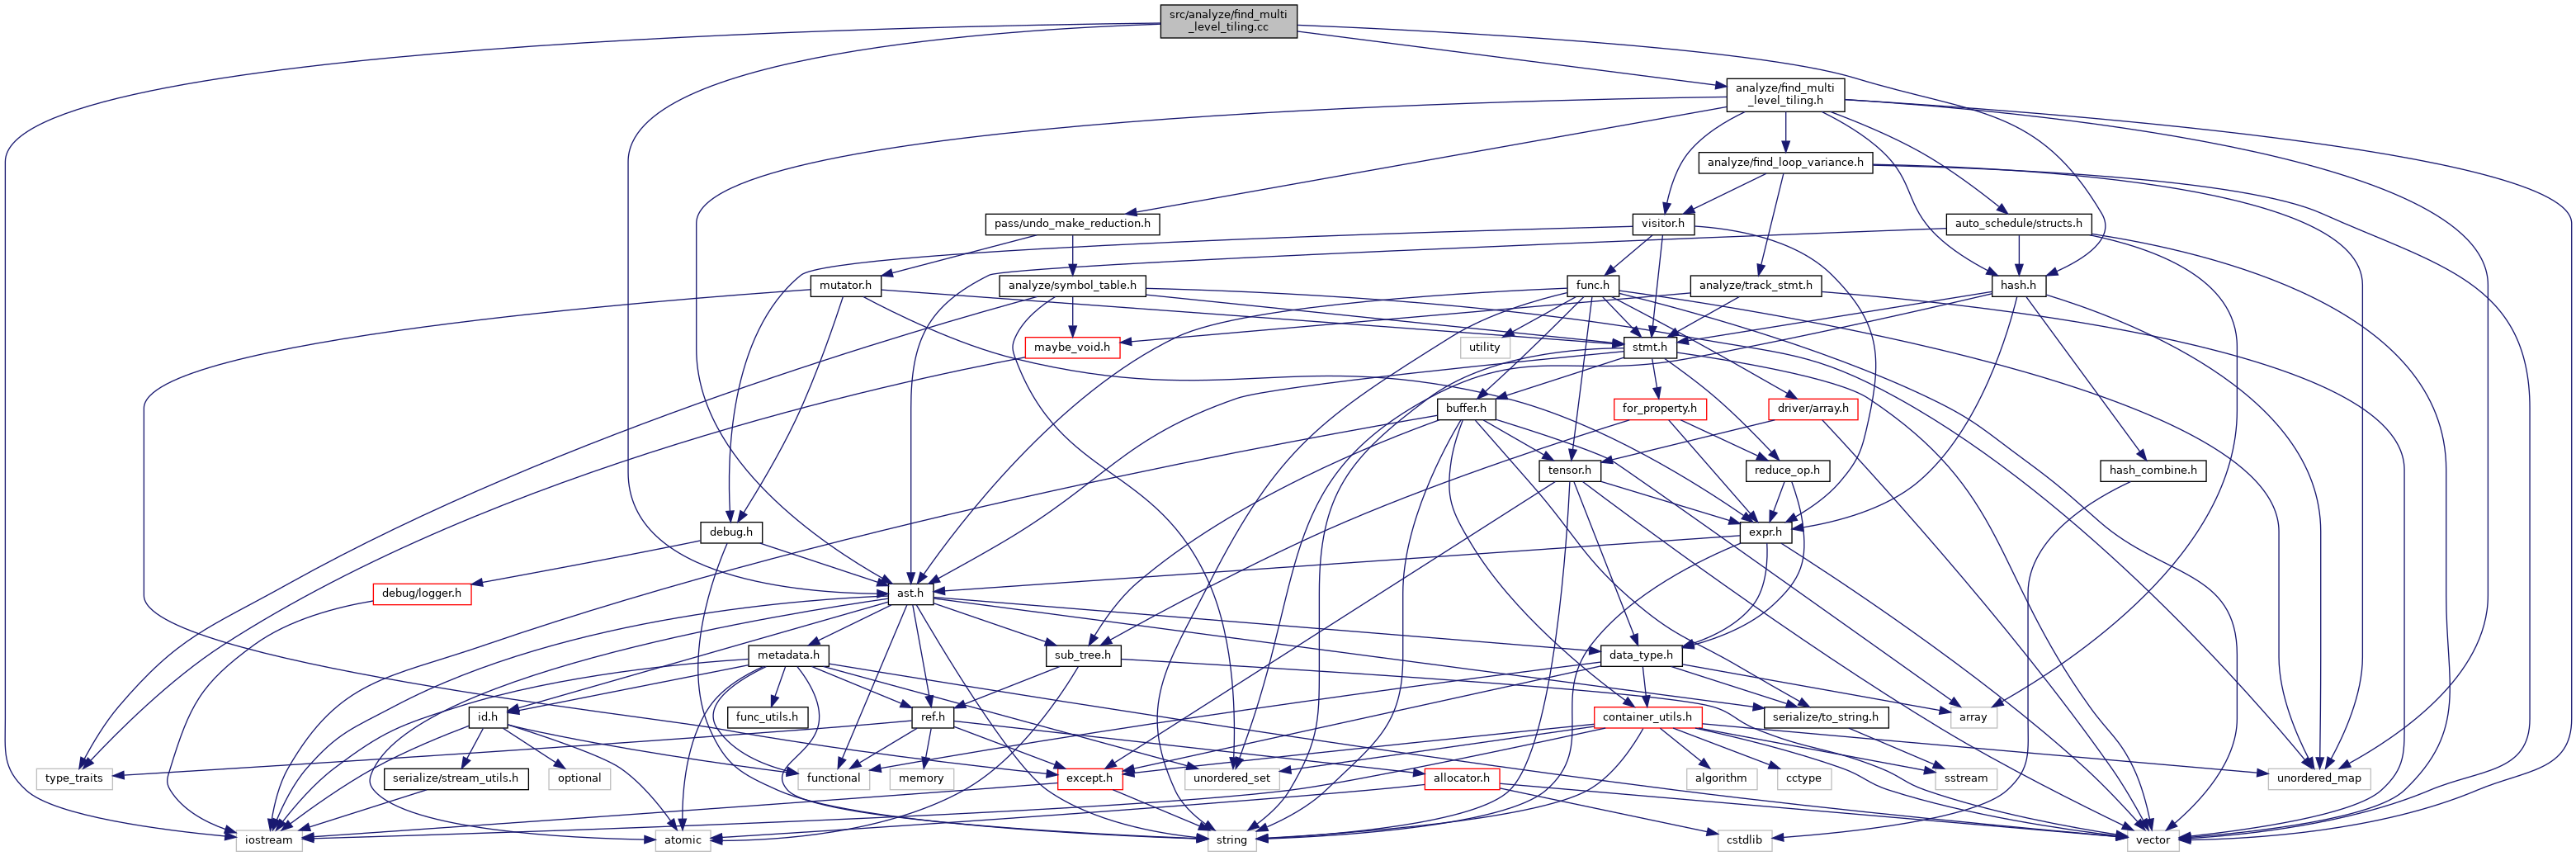 src/analyze/find_multi
_level_tiling.cc
analyze/find_multi
_level_tiling.h
analyze/find_loop_variance.h
pass/undo_make_reduction.h
visitor.h
auto_schedule/structs.h
mutator.h
analyze/symbol_table.h
func.h
analyze/track_stmt.h
hash.h
maybe_void.h
utility
stmt.h
buffer.h
for_property.h
driver/array.h
tensor.h
reduce_op.h
hash_combine.h
debug.h
expr.h
debug/logger.h
ast.h
metadata.h
sub_tree.h
data_type.h
id.h
func_utils.h
ref.h
container_utils.h
serialize/to_string.h
array
type_traits
serialize/stream_utils.h
optional
functional
memory
except.h
unordered_set
allocator.h
algorithm
cctype
sstream
unordered_map
iostream
atomic
string
cstdlib
vector